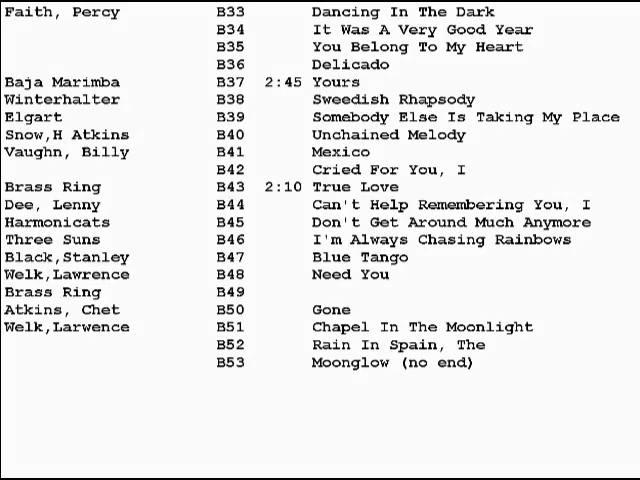 Faith, Percy B33 Dancing In The Dark
B34 It Was A Very Good Year
B35 You Belong To My Heart
B36 Delicado
Baja Marimba B37 2:45 Yours
Winterhalter B38 Sweedish Rhapsody
Elgart B39 Somebody Else Is Taking My Place
Snow,H Atkins B40 Unchained Melody
Vaughn, Billy B41 Mexico
B42 Cried For You, I
Brass Ring B43 2:10 True Love
Dee, Lenny B44 Can't Help Remembering You, I
Harmonicats B45 Don't Get Around Much Anymore
Three Suns B46 I'm Always Chasing Rainbows
Black,Stanley B47 Blue Tango
Welk,Lawrence B48 Need You
Brass Ring B49
Atkins, Chet B50 Gone
Welk,Larwence B51 Chapel In The Moonlight
B52 Rain In Spain, The
B53 Moonglow (no end)